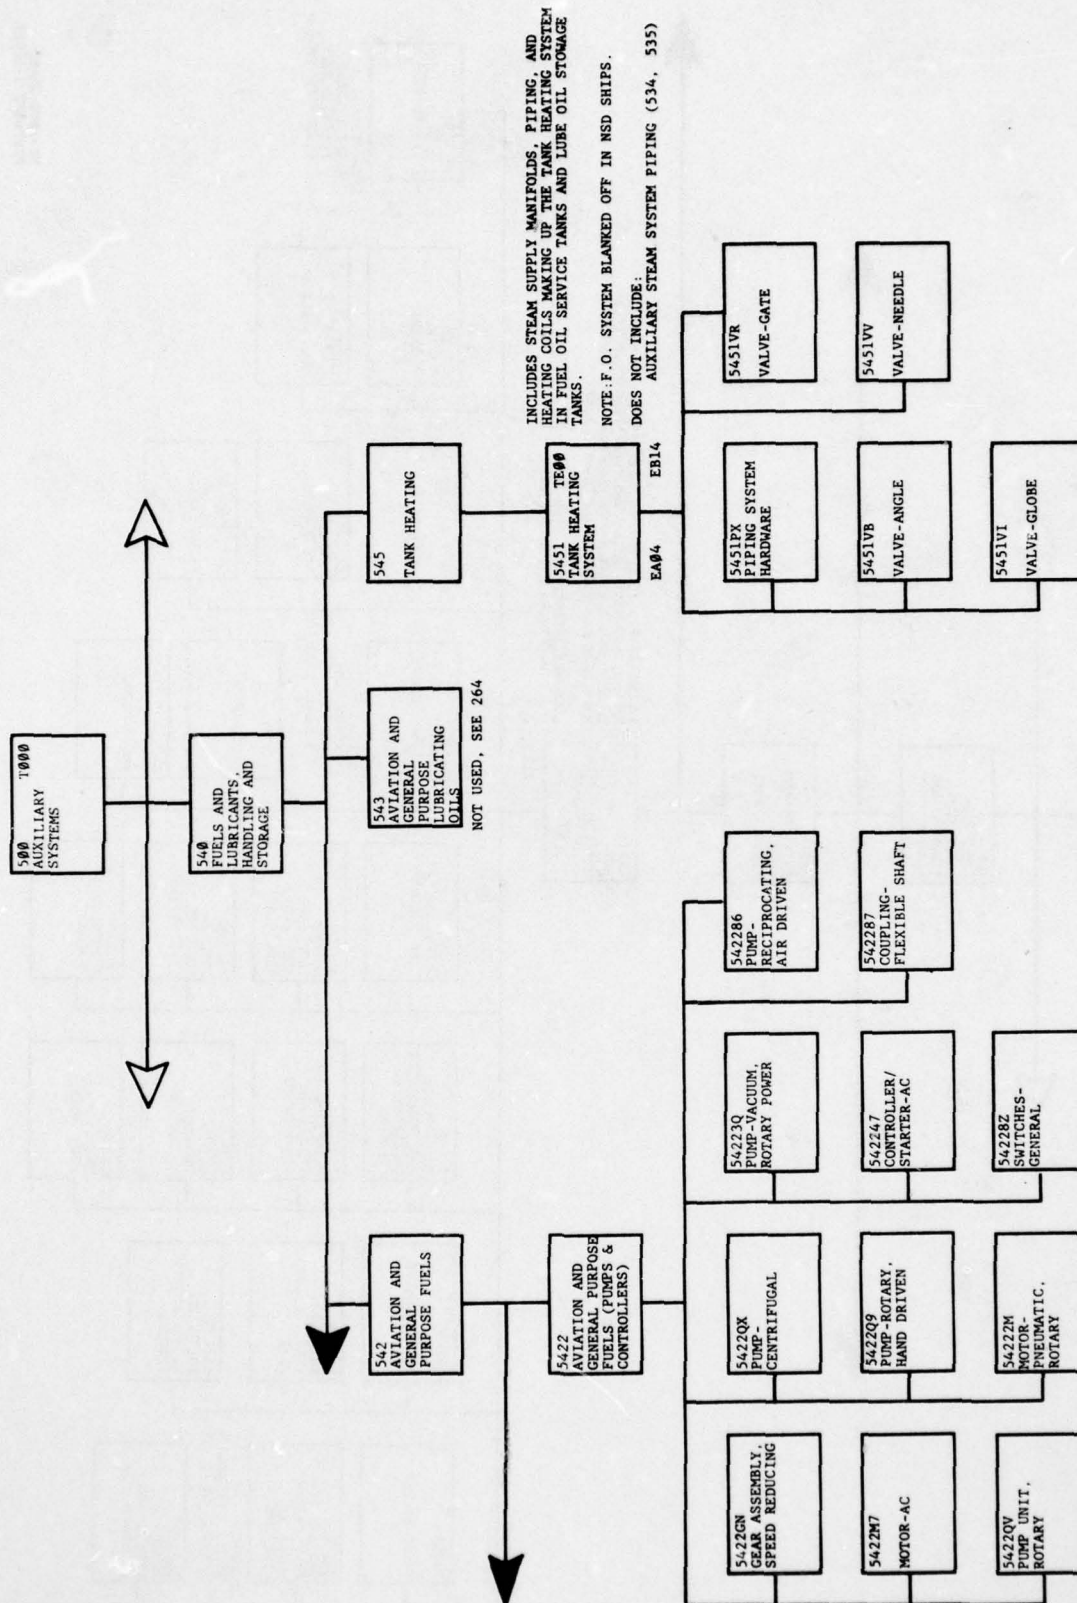 500 T000
AUXILIARY
SYSTEMS
540
FUELS AND
LUBRICANTS,
HANDLING AND
STORAGE
542
AVIATION AND
GENERAL
PURPOSE FUELS
543
AVIATION AND
GENERAL
PURPOSE
LUBRICATING
OILS
NOT USED, SEE 264
545
TANK HEATING
5422
AVIATION AND
GENERAL PURPOSE
FUELS (PUMPS &
CONTROLLERS)
5451 TE00
TANK HEATING
SYSTEM
EA04 EB14
INCLUDES STEAM SUPPLY MANIFOLDS, PIPING, AND
HEATING COILS MAKING UP THE TANK HEATING SYSTEM
IN FUEL OIL SERVICE TANKS AND LUBE OIL STOWAGE
TANKS.
NOTE:F.O. SYSTEM BLANKED OFF IN NSD SHIPS.
DOES NOT INCLUDE:
AUXILIARY STEAM SYSTEM PIPING (534, 535)
5422GN
GEAR ASSEMBLY,
SPEED REDUCING
5422QX
PUMP-
CENTRIFUGAL
54223Q
PUMP-VACUUM,
ROTARY POWER
542286
PUMP-
RECIPROCATING,
AIR DRIVEN
5451PX
PIPING SYSTEM
HARDWARE
5451VR
VALVE-GATE
5422M7
MOTOR-AC
5422Q9
PUMP-ROTARY,
HAND DRIVEN
542247
CONTROLLER/
STARTER-AC
542287
COUPLING-
FLEXIBLE SHAFT
5451VB
VALVE-ANGLE
5451VV
VALVE-NEEDLE
5422QV
PUMP UNIT,
ROTARY
54222M
MOTOR-
PNEUMATIC,
ROTARY
54228Z
SWITCHES-
GENERAL
5451VI
VALVE-GLOBE